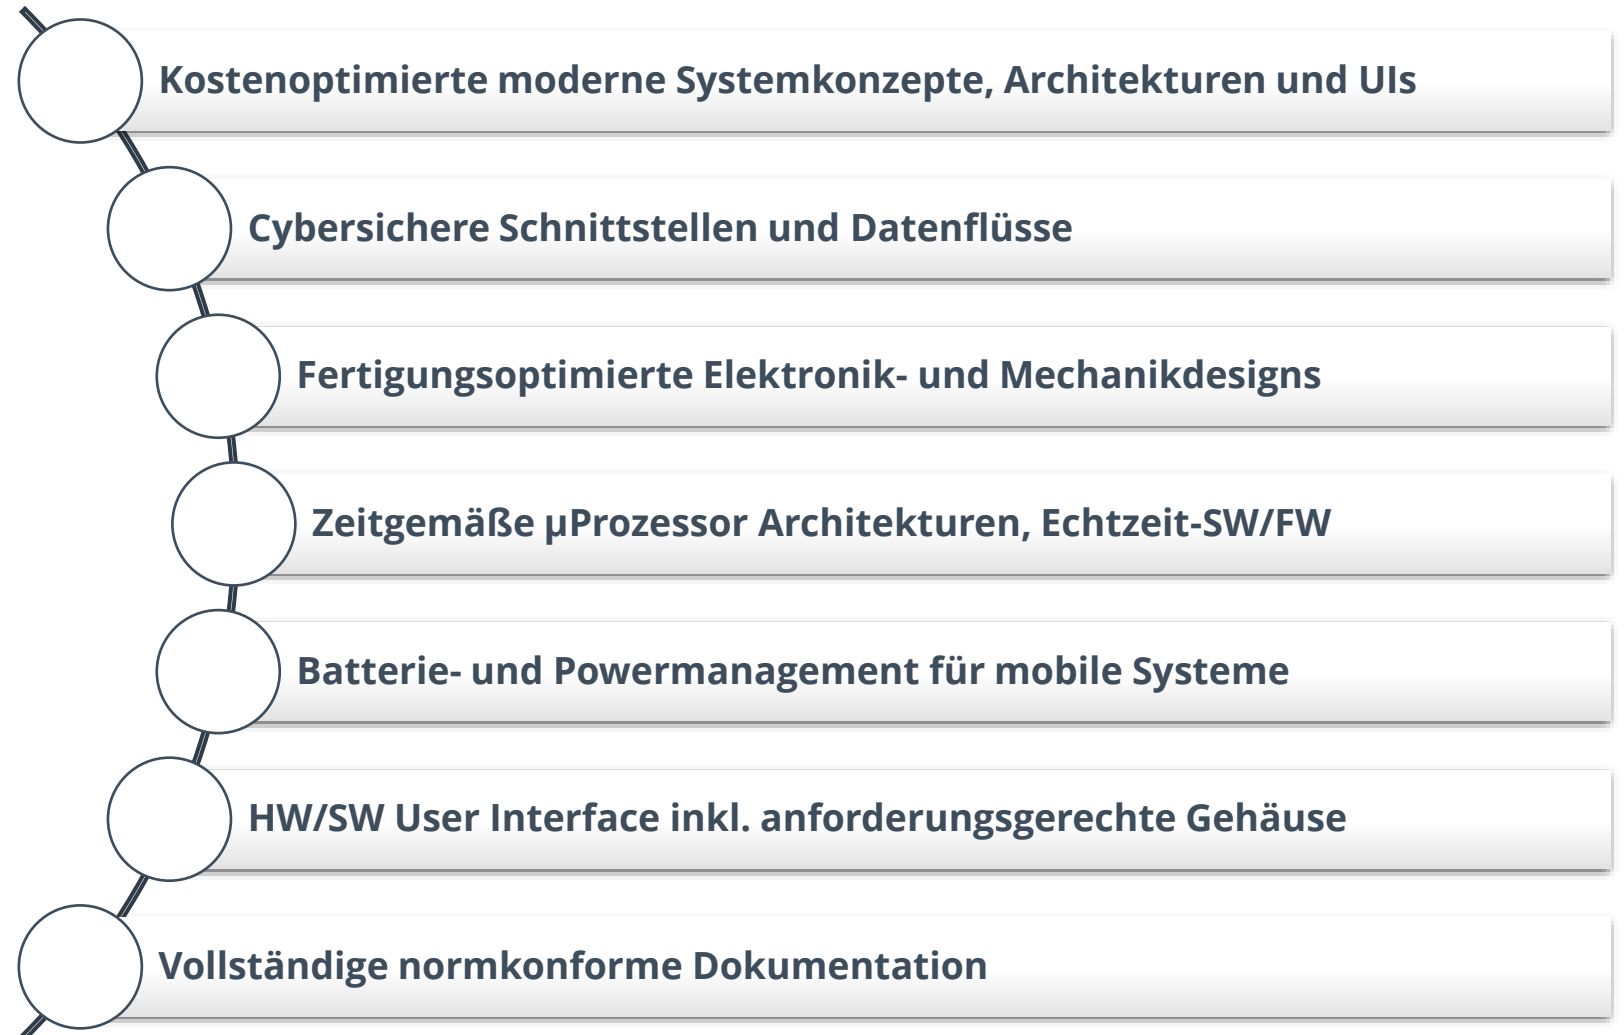 Kostenoptimierte moderne Systemkonzepte, Architekturen und UIs
Cybersichere Schnittstellen und Datenflüsse
Fertigungsoptimierte Elektronik- und Mechanikdesigns
Zeitgemäße µProzessor Architekturen, Echtzeit-SW/FW
Batterie- und Powermanagement für mobile Systeme
HW/SW User Interface inkl. anforderungsgerechte Gehäuse
Vollständige normkonforme Dokumentation